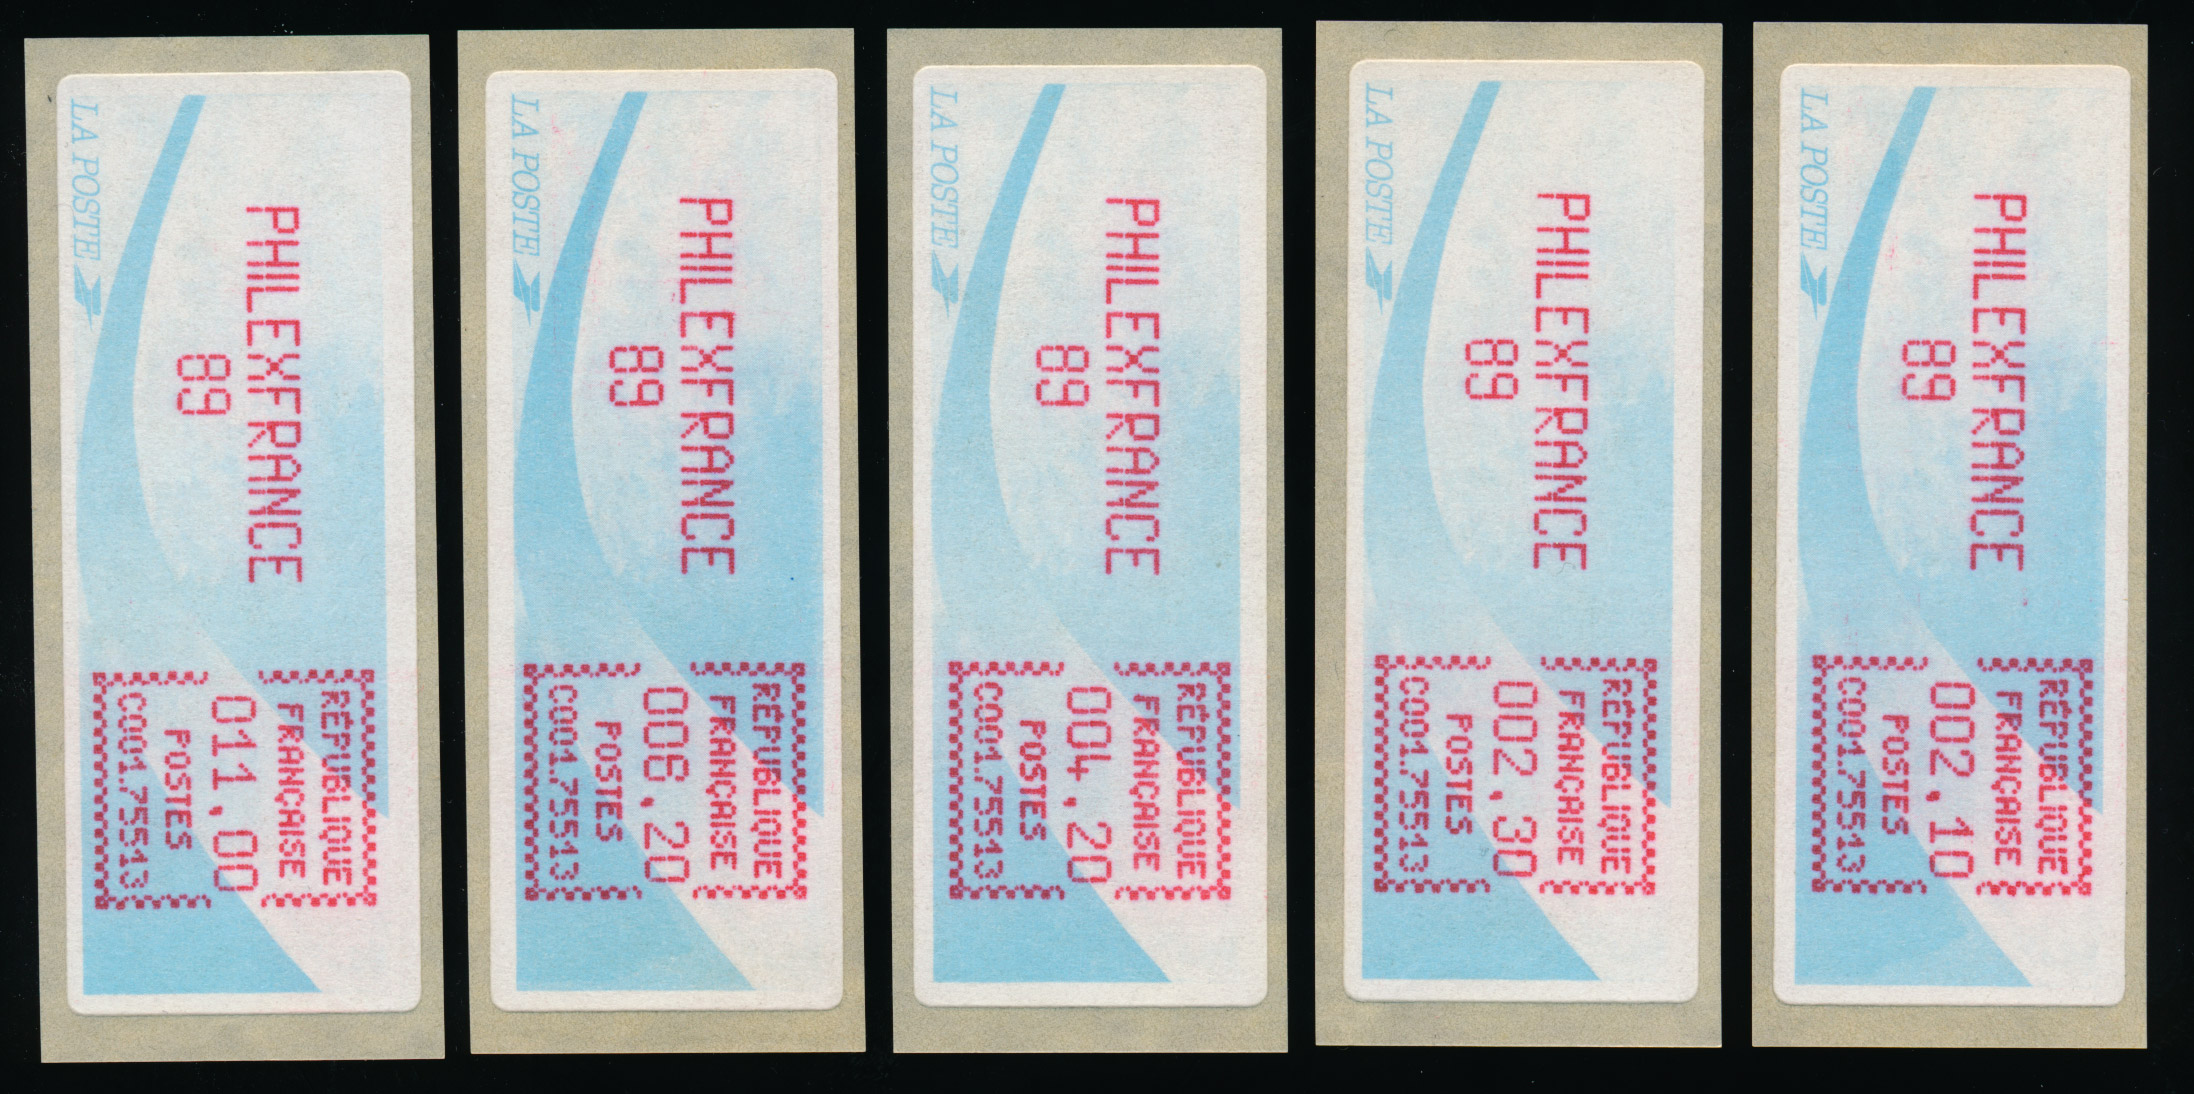 LA POSTE
PHILEXFRANCE
89
RÉPUBLIQUE
FRANÇAISE
011,00
POSTES
C001.75513
LA POSTE
PHILEXFRANCE
89
RÉPUBLIQUE
FRANÇAISE
006,20
POSTES
C001.75513
LA POSTE
PHILEXFRANCE
89
RÉPUBLIQUE
FRANÇAISE
004,20
POSTES
C001.75513
LA POSTE
PHILEXFRANCE
89
RÉPUBLIQUE
FRANÇAISE
002,30
POSTES
C001.75513
LA POSTE
PHILEXFRANCE
89
RÉPUBLIQUE
FRANÇAISE
002,10
POSTES
C001.75513